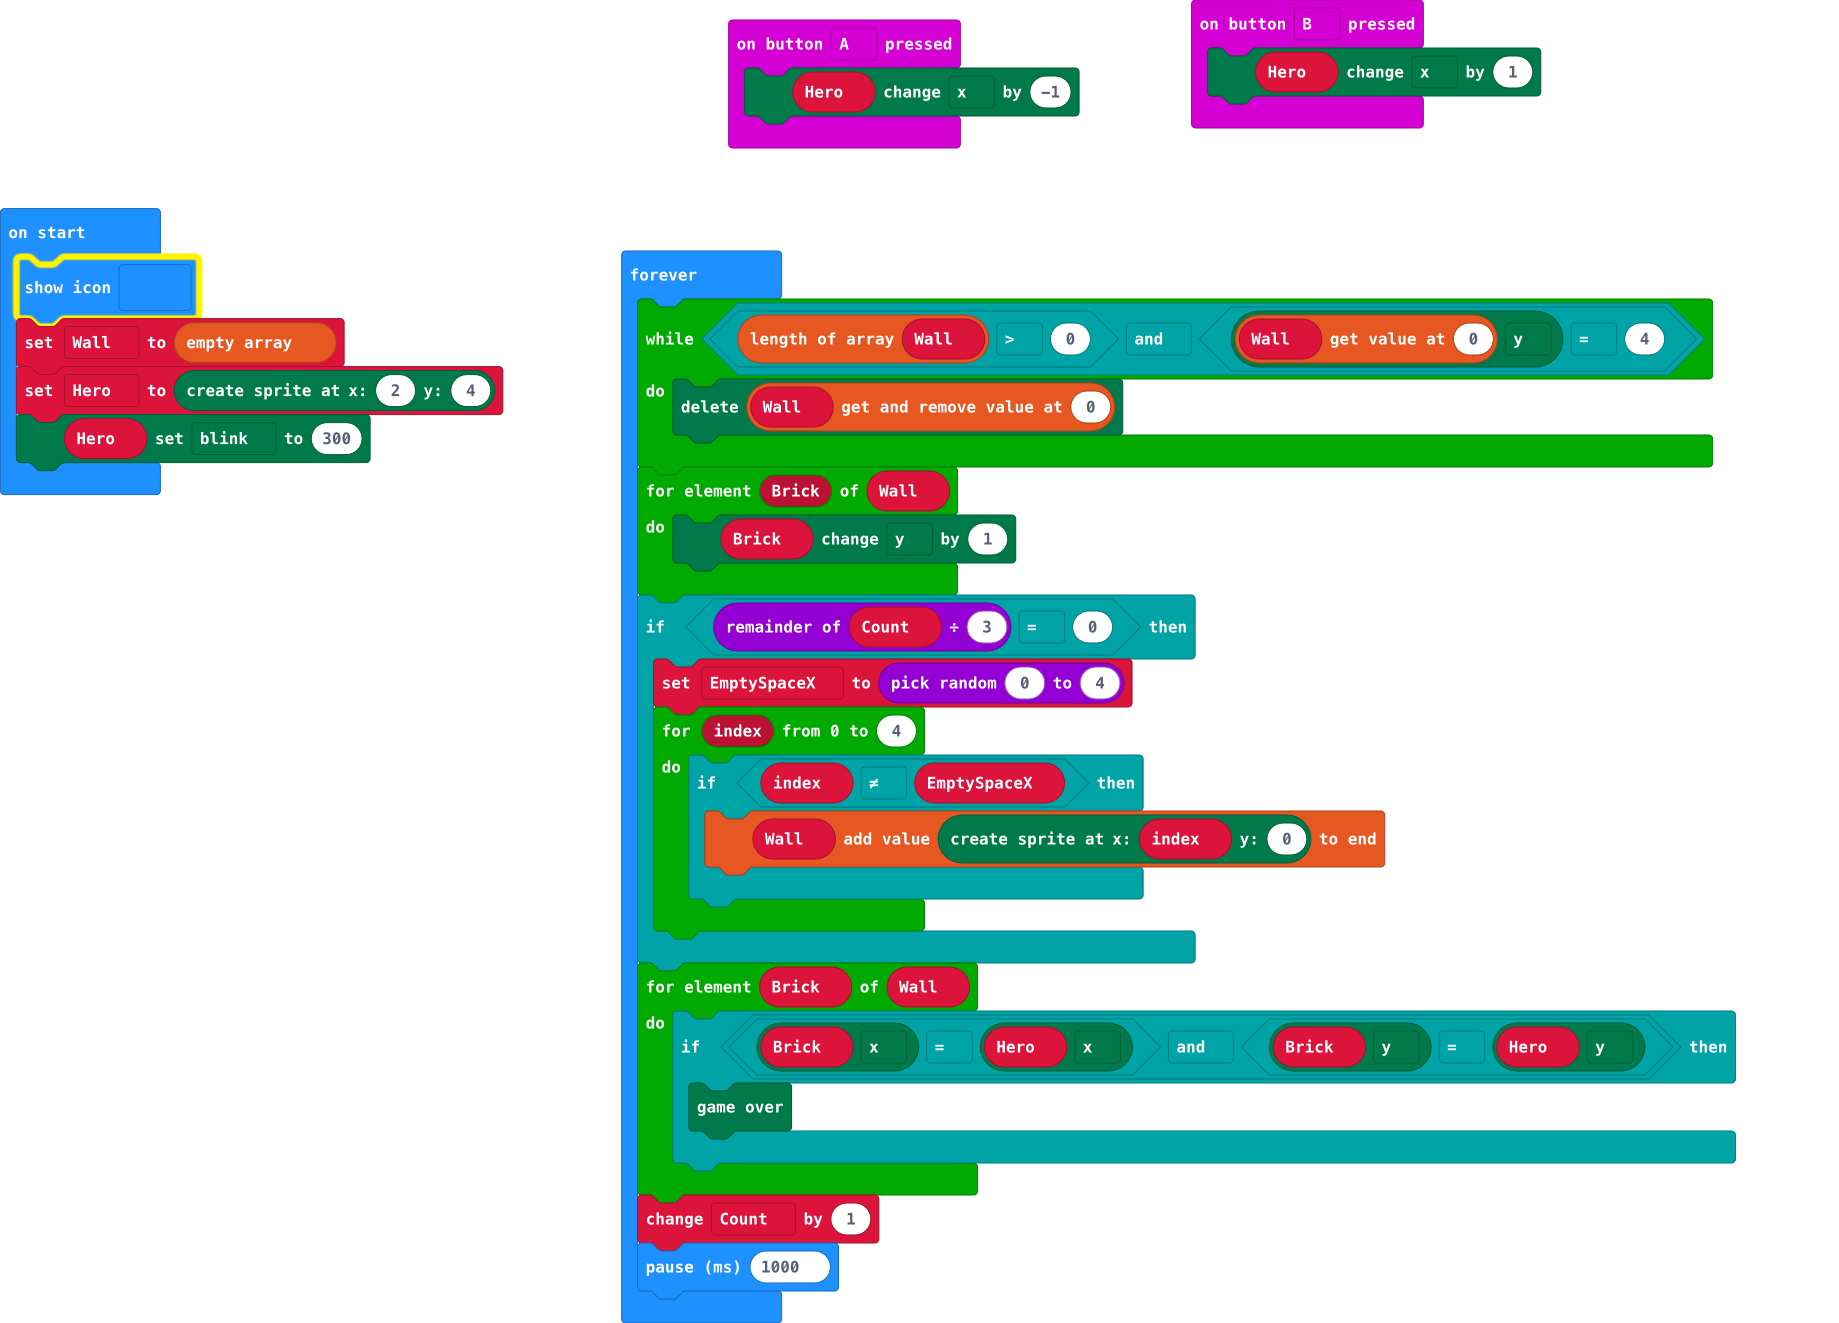 on button A pressed
Hero change x by -1
on button B pressed
Hero change x by 1
on start
show icon
set Wall to empty array
set Hero to create sprite at x: 2 y: 4
Hero set blink to 300
forever
while length of array Wall > 0 and Wall get value at 0 y = 4
do delete Wall get and remove value at 0
for element Brick of Wall
do Brick change y by 1
if remainder of Count ÷ 3 = 0 then
set EmptySpaceX to pick random 0 to 4
for index from 0 to 4
do if index ≠ EmptySpaceX then
Wall add value create sprite at x: index y: 0 to end
for element Brick of Wall
do if Brick x = Hero x and Brick y = Hero y then
game over
change Count by 1
pause (ms) 1000